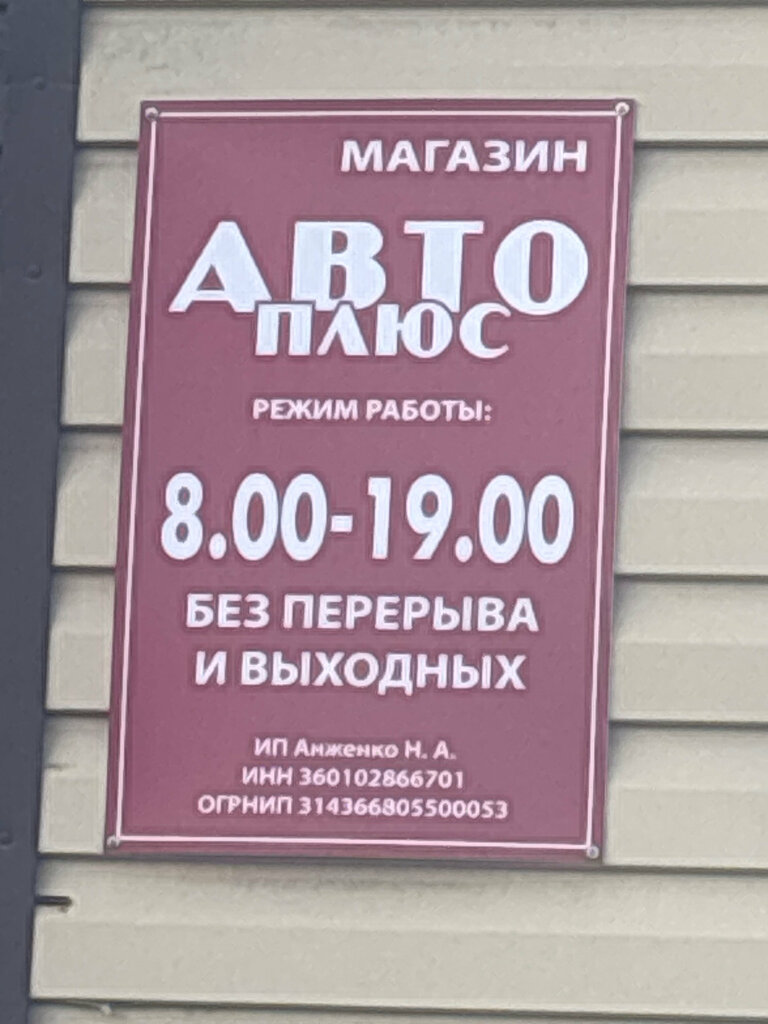 МАГАЗИН
АВТО
ПЛЮС
РЕЖИМ РАБОТЫ:
8.00-19.00
БЕЗ ПЕРЕРЫВА
И ВЫХОДНЫХ
ИП Анженко Н. А.
ИНН 360102866701
ОГРНИП 314366805500053